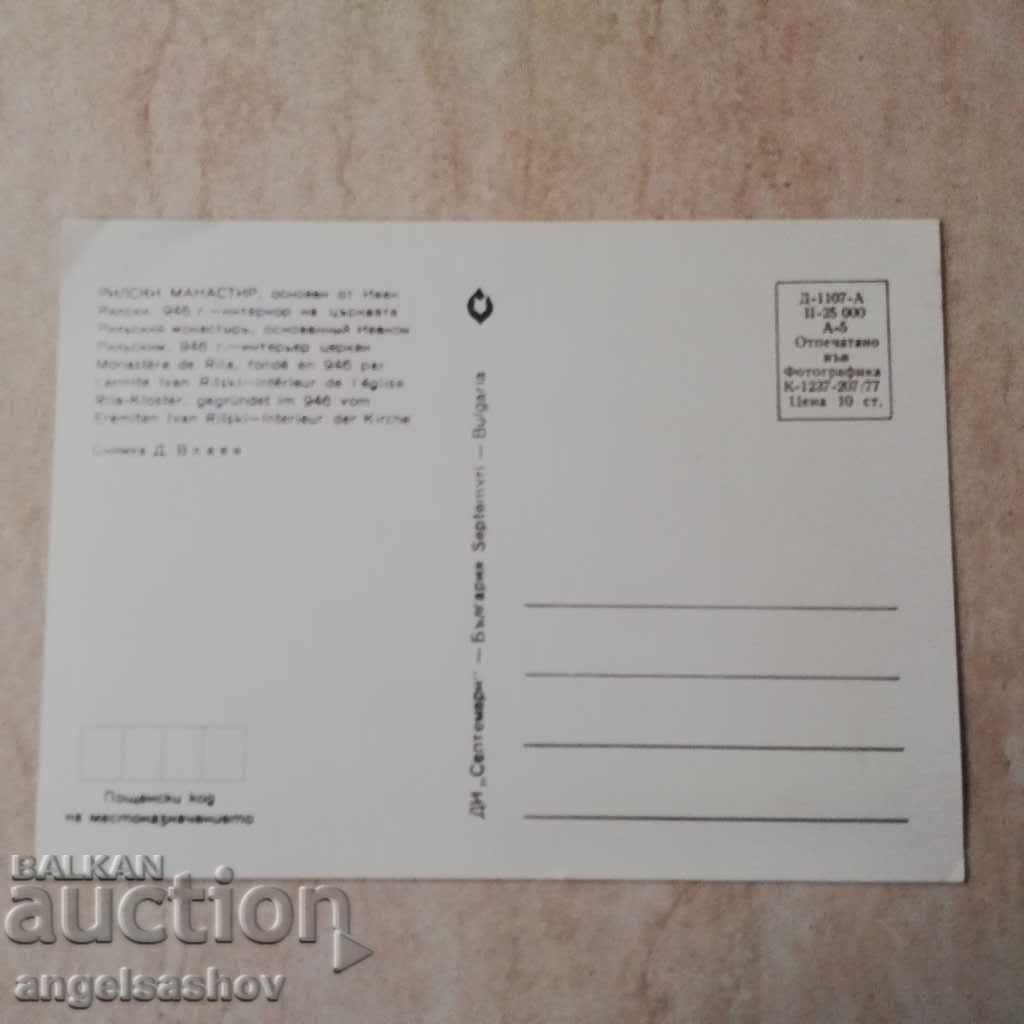 РИЛСКИ МАНАСТИР, основан от Иван
Рилски, 946 г.—интериор на църквата
Рильский монастырь, основанный Иваном
Рильским, 946 г.—интерьер церкви
Monastère de Rila, fondé en 946 par
l'ermite Ivan Rilski—Intérieur de l'église
Rila-Kloster, gegründet im 946 vom
Eremiten Ivan Rilski—Interieur der Kirche
Снимка Д. Влаев
Пощенски код
на местоназначението
ДИ „Септември" — България Septemvri — Bulgaria
Д-1107-А
II-25 000
А-5
Отпечатано
във
Фотографика
К-1237-207/77
Цена 10 ст.
BALKAN
auction
angelsashov